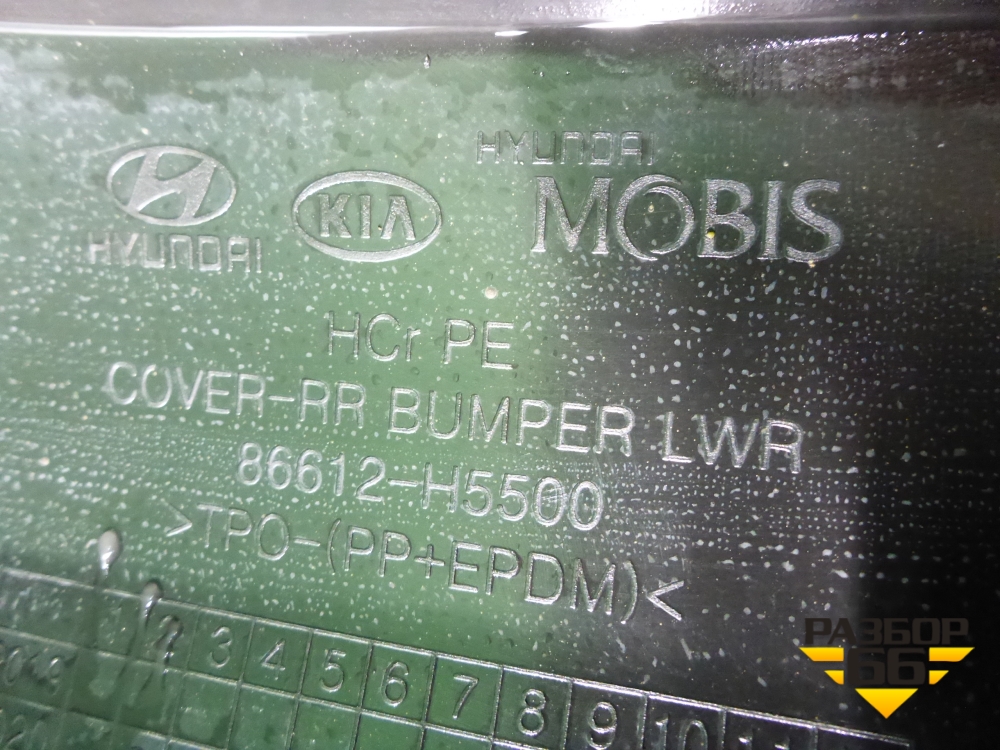 HYUNDAI
HYUNDAI
KIA
MOBIS
HCr PE
COVER-RR BUMPER LWR
86612-H5500
>TPO-(PP+EPDM)<
3 4 5 6 7 8 9 10 11
РАЗБОР
66